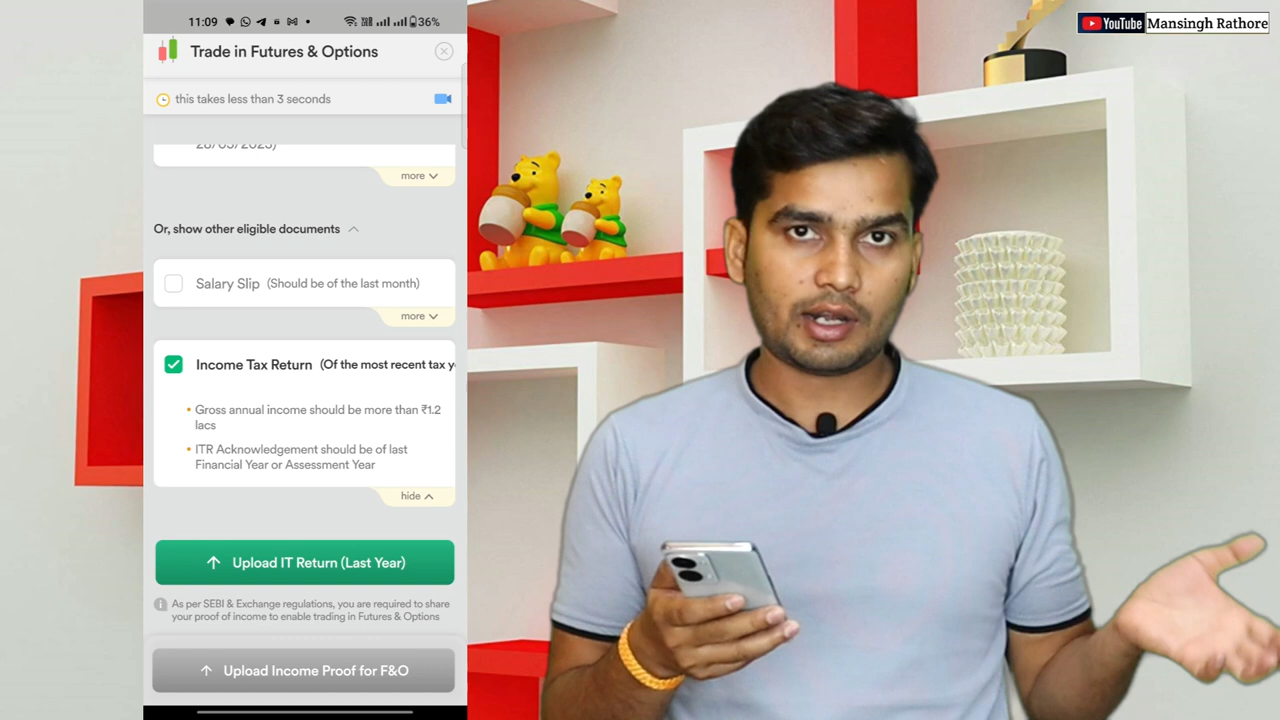 11:09
36%
Trade in Futures & Options
this takes less than 3 seconds
28/05/2023)
more
Or, show other eligible documents
Salary Slip (Should be of the last month)
more
Income Tax Return (Of the most recent tax y
Gross annual income should be more than ₹1.2
lacs
ITR Acknowledgement should be of last
Financial Year or Assessment Year
hide
Upload IT Return (Last Year)
As per SEBI & Exchange regulations, you are required to share
your proof of income to enable trading in Futures & Options
Upload Income Proof for F&O
YouTube Mansingh Rathore